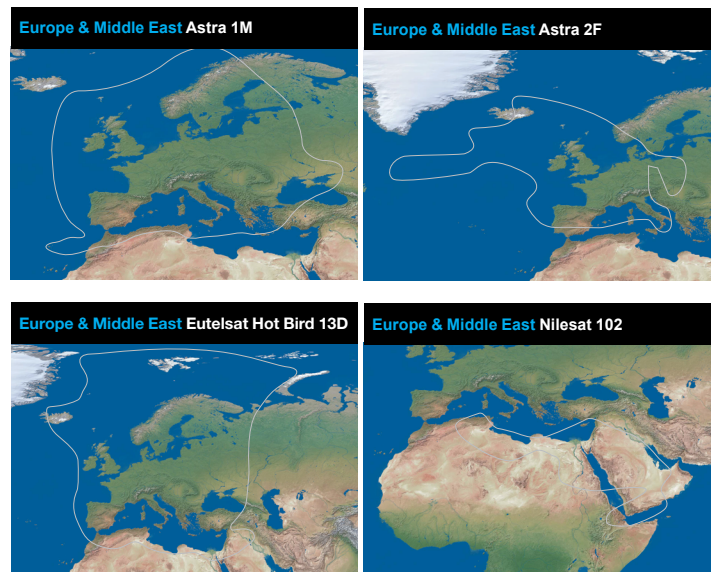 Europe & Middle East Astra 1M
Europe & Middle East Astra 2F
Europe & Middle East Eutelsat Hot Bird 13D
Europe & Middle East Nilesat 102